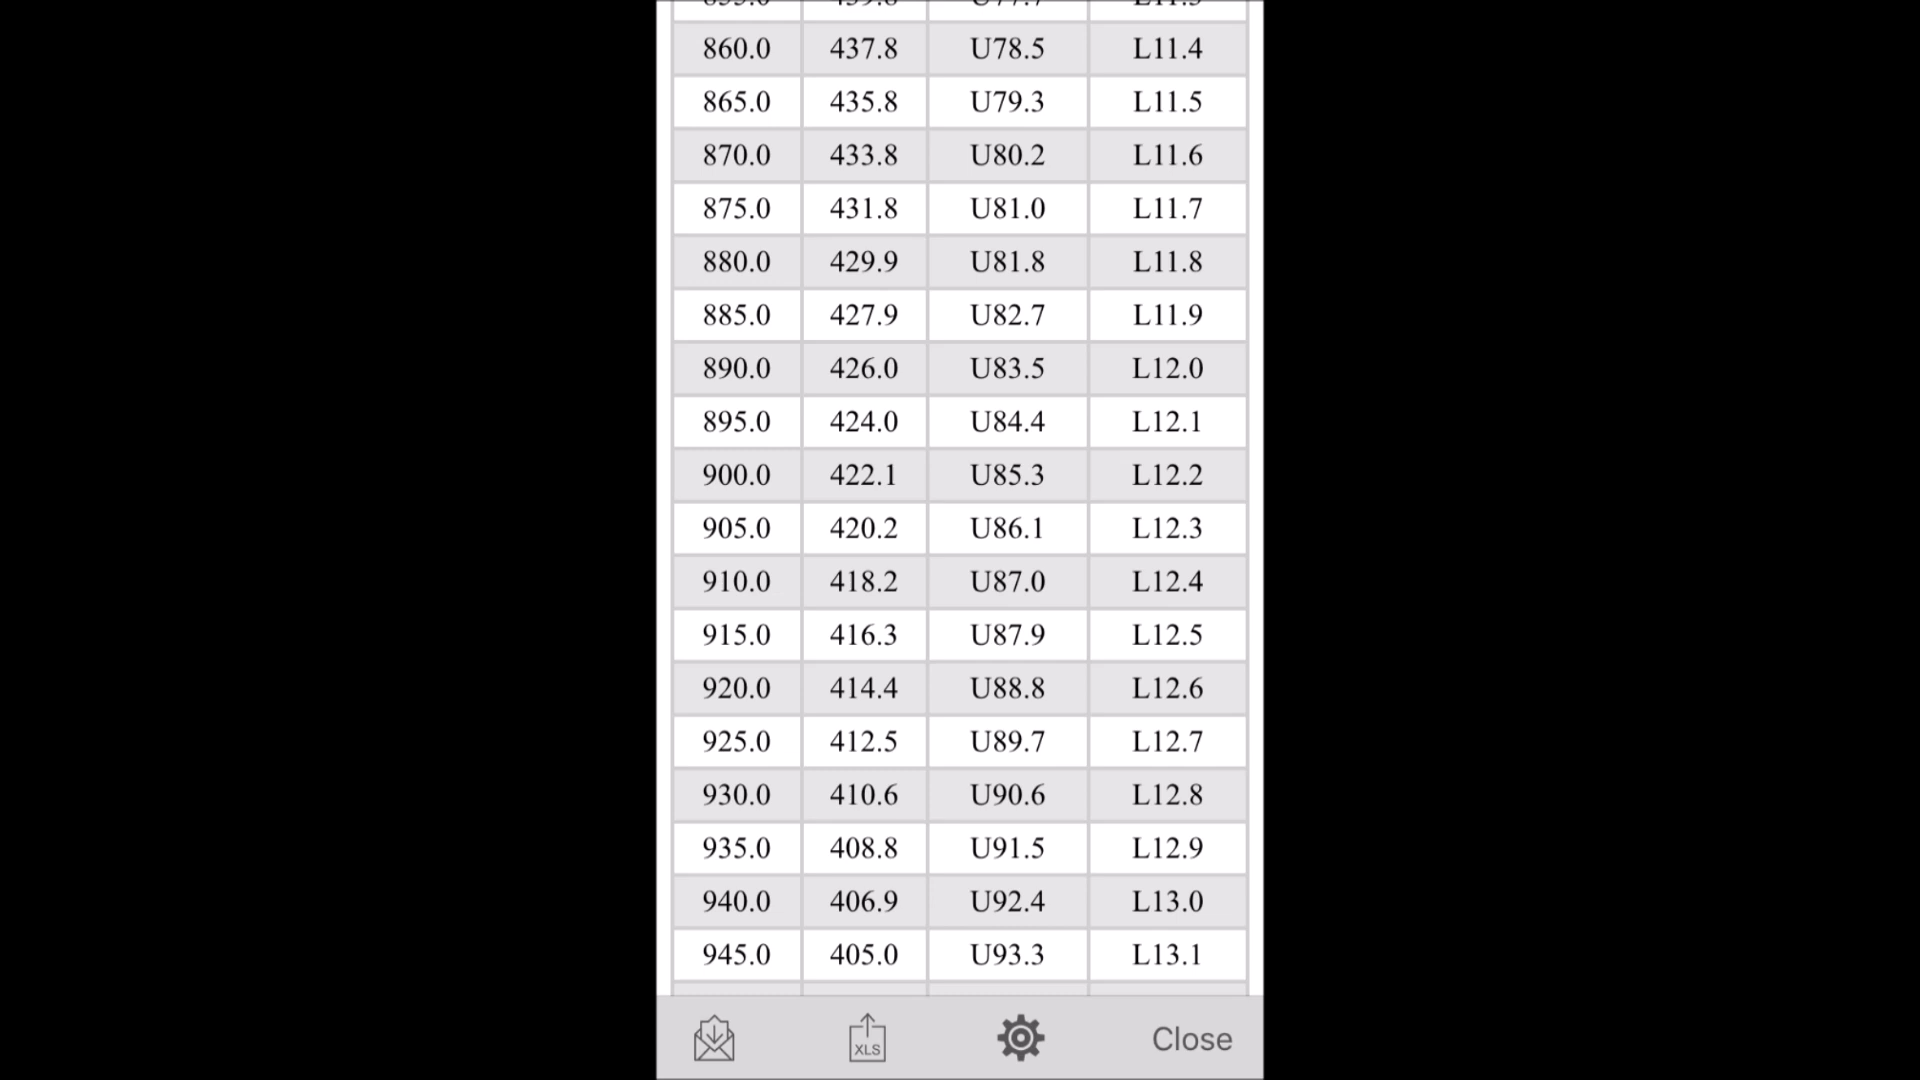 860.0 437.8 U78.5 L11.4
865.0 435.8 U79.3 L11.5
870.0 433.8 U80.2 L11.6
875.0 431.8 U81.0 L11.7
880.0 429.9 U81.8 L11.8
885.0 427.9 U82.7 L11.9
890.0 426.0 U83.5 L12.0
895.0 424.0 U84.4 L12.1
900.0 422.1 U85.3 L12.2
905.0 420.2 U86.1 L12.3
910.0 418.2 U87.0 L12.4
915.0 416.3 U87.9 L12.5
920.0 414.4 U88.8 L12.6
925.0 412.5 U89.7 L12.7
930.0 410.6 U90.6 L12.8
935.0 408.8 U91.5 L12.9
940.0 406.9 U92.4 L13.0
945.0 405.0 U93.3 L13.1
XLS Close